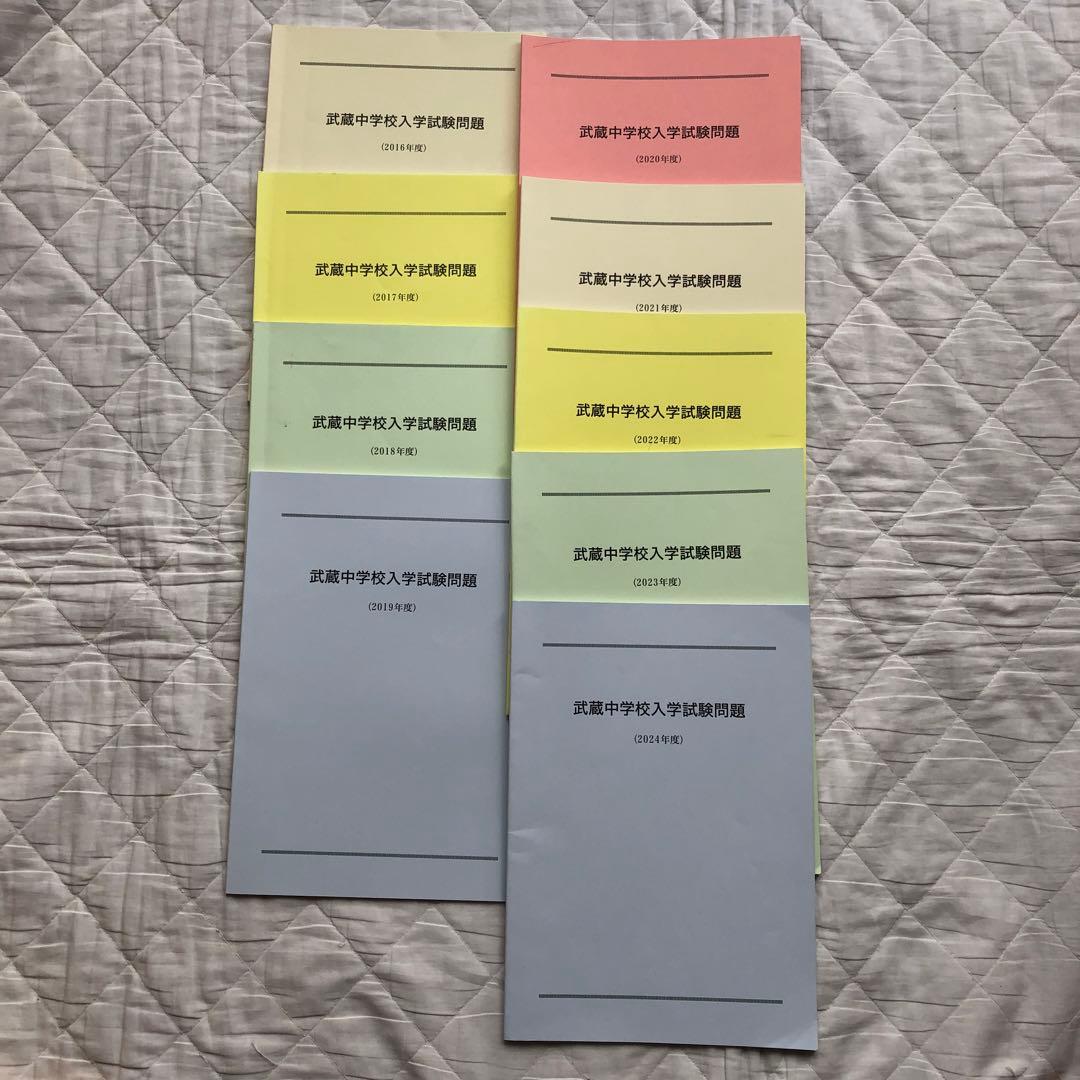 武蔵中学校入学試験問題
(2016年度)
武蔵中学校入学試験問題
(2017年度)
武蔵中学校入学試験問題
(2018年度)
武蔵中学校入学試験問題
(2019年度)
武蔵中学校入学試験問題
(2020年度)
武蔵中学校入学試験問題
(2021年度)
武蔵中学校入学試験問題
(2022年度)
武蔵中学校入学試験問題
(2023年度)
武蔵中学校入学試験問題
(2024年度)